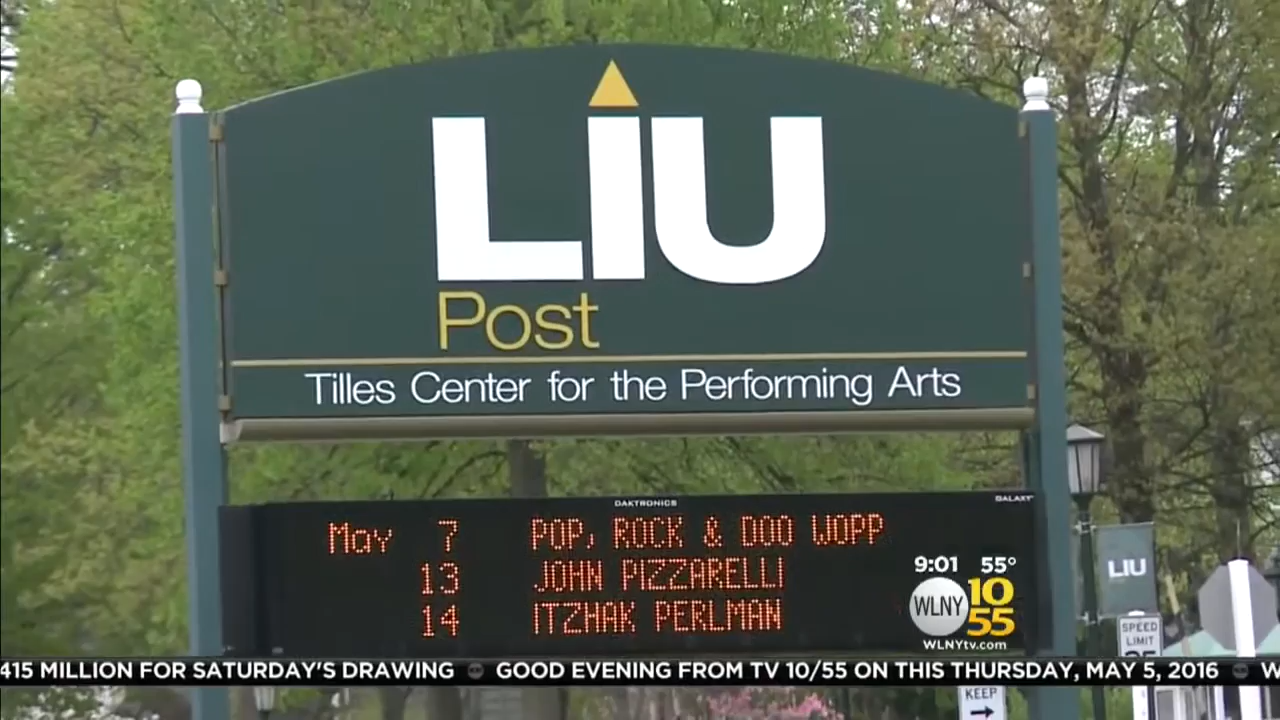 LIU
Post
Tilles Center for the Performing Arts
DAKTRONICS
GALAXY
May 7 POP, ROCK & DOO WOPP
13 JOHN PIZZARELLI
14 ITZHAK PERLMAN
9:01 55°
WLNY 10
55
WLNYtv.com
LIU
SPEED
LIMIT
415 MILLION FOR SATURDAY'S DRAWING GOOD EVENING FROM TV 10/55 ON THIS THURSDAY, MAY 5, 2016
KEEP